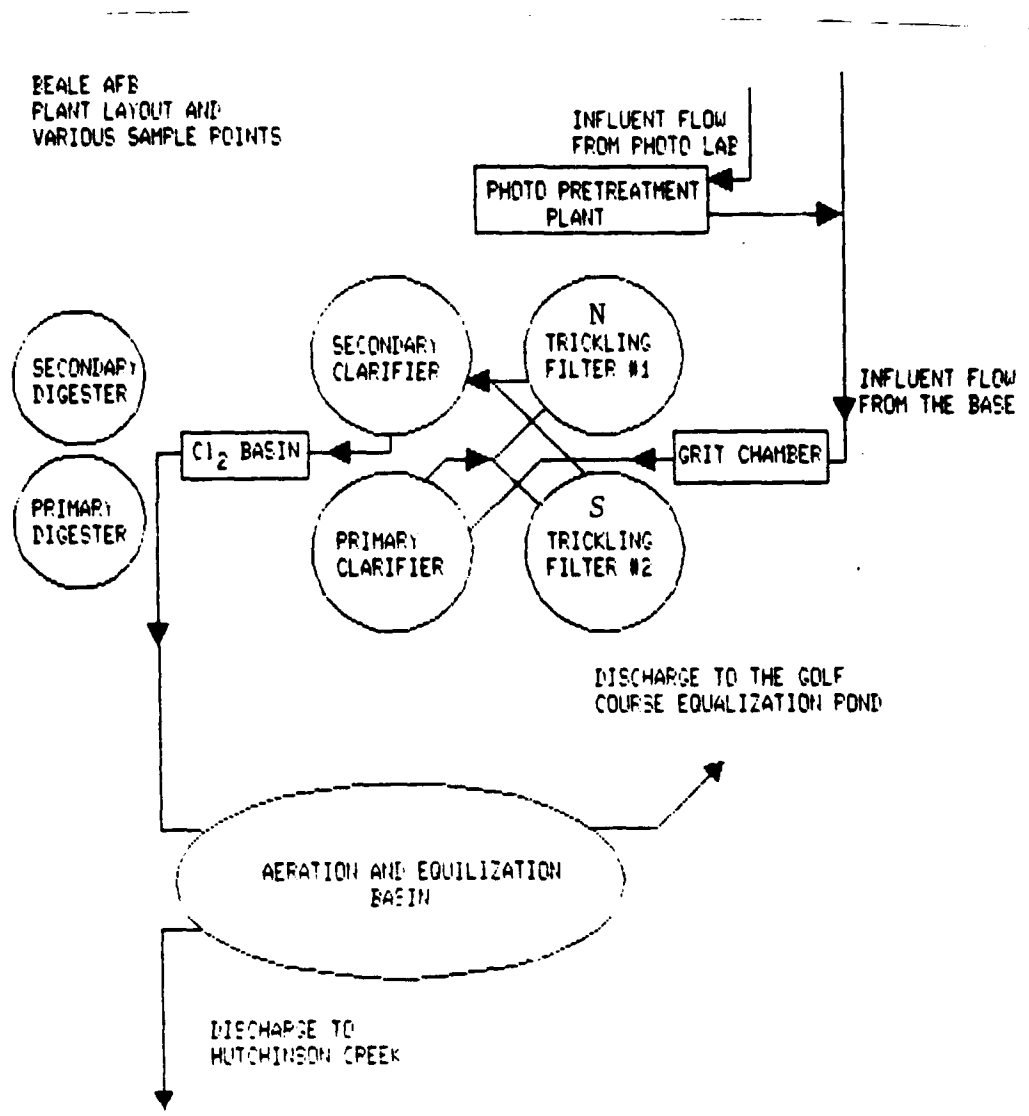 BEALE AFB
PLANT LAYOUT AND
VARIOUS SAMPLE POINTS
INFLUENT FLOW
FROM PHOTO LAB
PHOTO PRETREATMENT
PLANT
SECONDARY
CLARIFIER
N
TRICKLING
FILTER #1
SECONDARY
DIGESTER
INFLUENT FLOW
FROM THE BASE
Cl2 BASIN
GRIT CHAMBER
PRIMARY
DIGESTER
PRIMARY
CLARIFIER
S
TRICKLING
FILTER #2
DISCHARGE TO THE GOLF
COURSE EQUALIZATION POND
AERATION AND EQUILIZATION
BASIN
DISCHARGE TO
HUTCHINSON CREEK